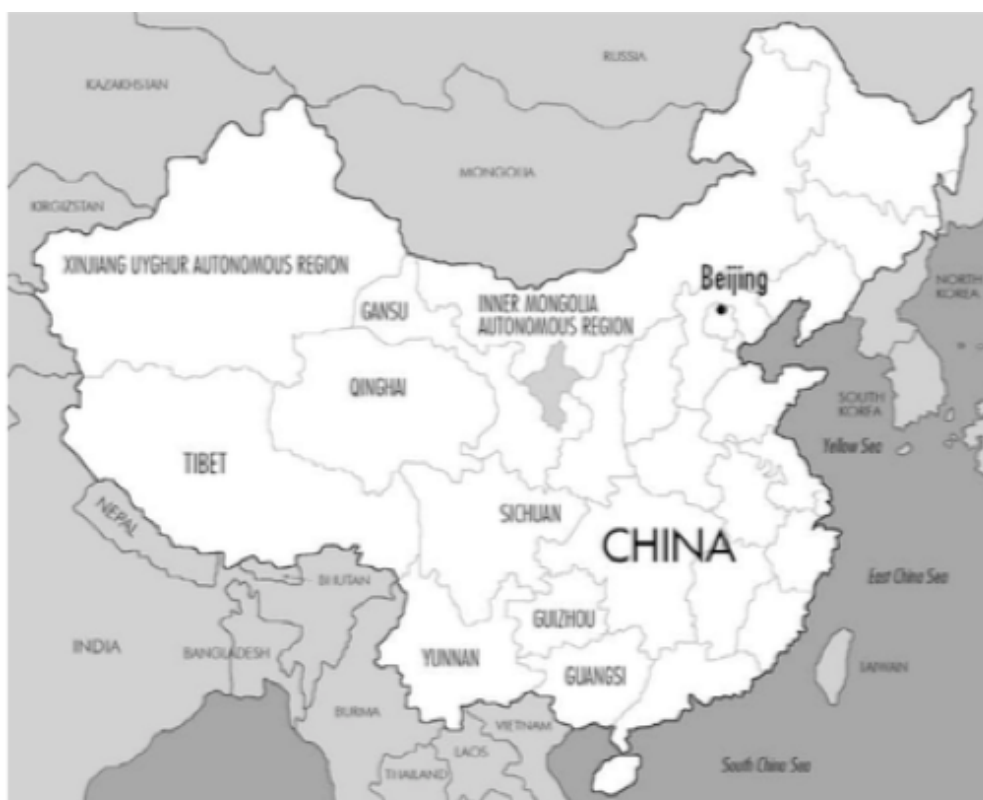 RUSSIA
KAZAKHSTAN
MONGOLIA
KIRGIZSTAN
XINJIANG UYGHUR AUTONOMOUS REGION
Beijing
NORTH
KOREA
GANSU
INNER MONGOLIA
AUTONOMOUS REGION
QINGHAI
SOUTH
KOREA
Yellow Sea
TIBET
NEPAL
SICHUAN
CHINA
BHUTAN
East China Sea
GUIZHOU
INDIA
BANGLADESH
YUNNAN
GUANGSI
TAIWAN
BURMA
VIETNAM
LAOS
THAILAND
South China Sea